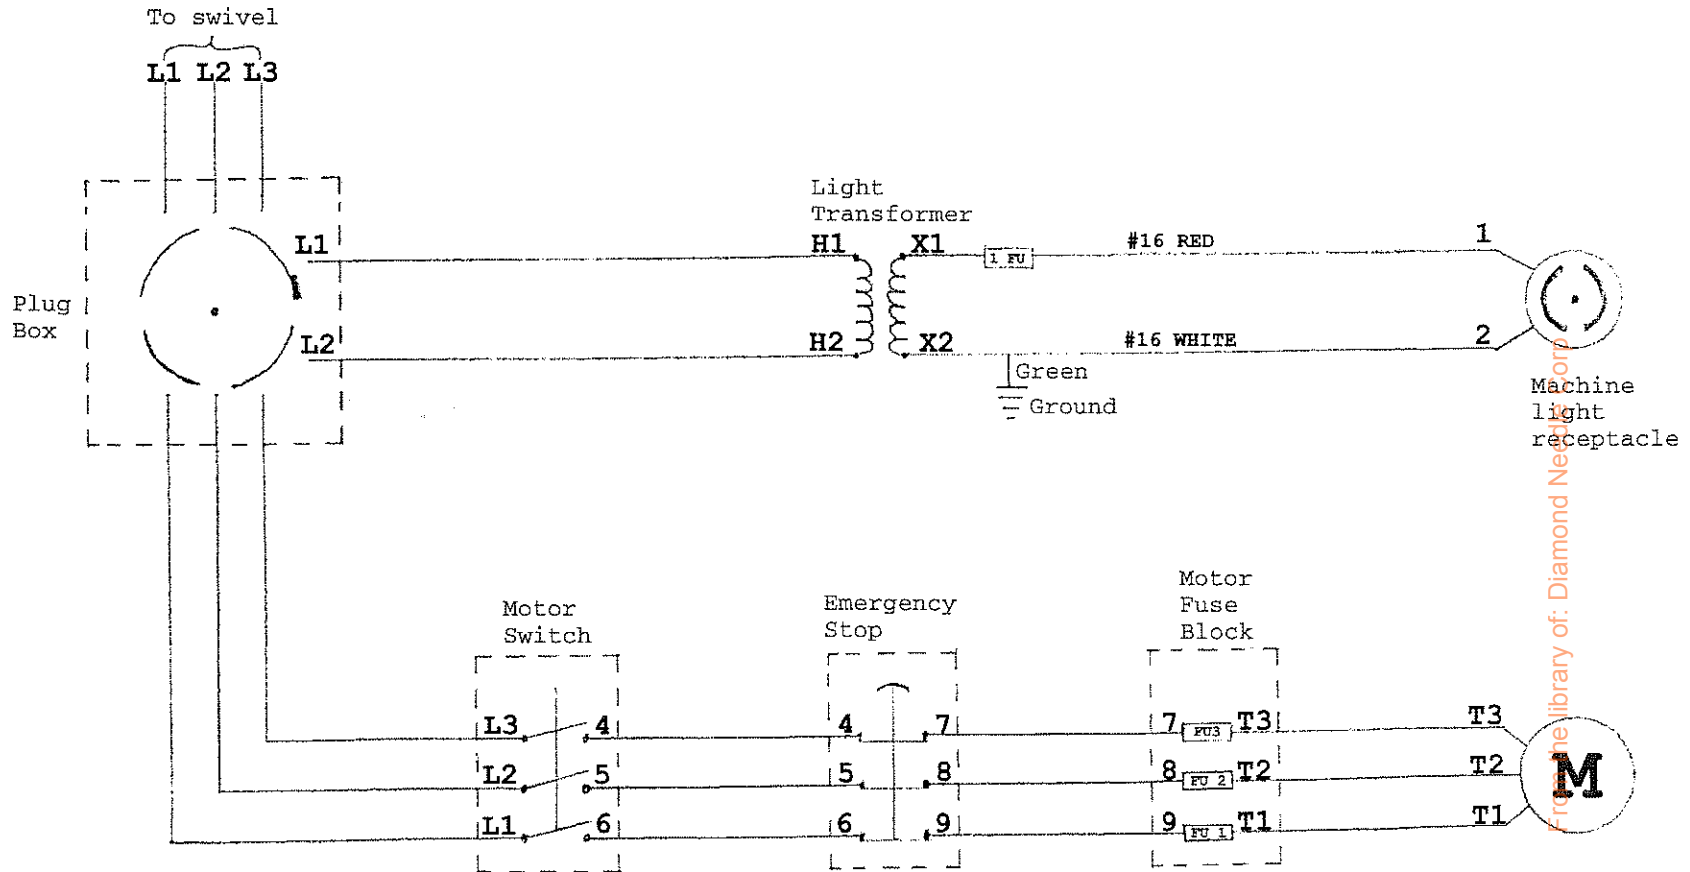 To swivel
L1 L2 L3
Plug
Box
L1
L2
Light
Transformer
H1
X1
H2
X2
1 FU
#16 RED
1
#16 WHITE
2
Green
Ground
Machine
light
receptacle
Motor
Switch
L3
4
L2
5
L1
6
Emergency
Stop
4
7
5
8
6
9
Motor
Fuse
Block
7
FU3
T3
8
FU 2
T2
9
FU 1
T1
T3
T2
T1
M
From the library of: Diamond Needle Corp